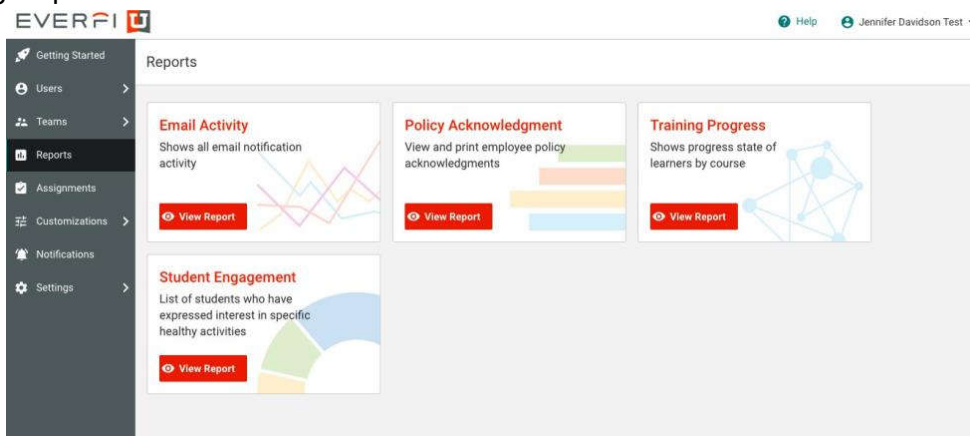 EVERFI U
Help
Jennifer Davidson Test
Getting Started
Users
Teams
Reports
Assignments
Customizations
Notifications
Settings
Reports
Email Activity
Shows all email notification
activity
View Report
Policy Acknowledgment
View and print employee policy
acknowledgments
View Report
Training Progress
Shows progress state of
learners by course
View Report
Student Engagement
List of students who have
expressed interest in specific
healthy activities
View Report